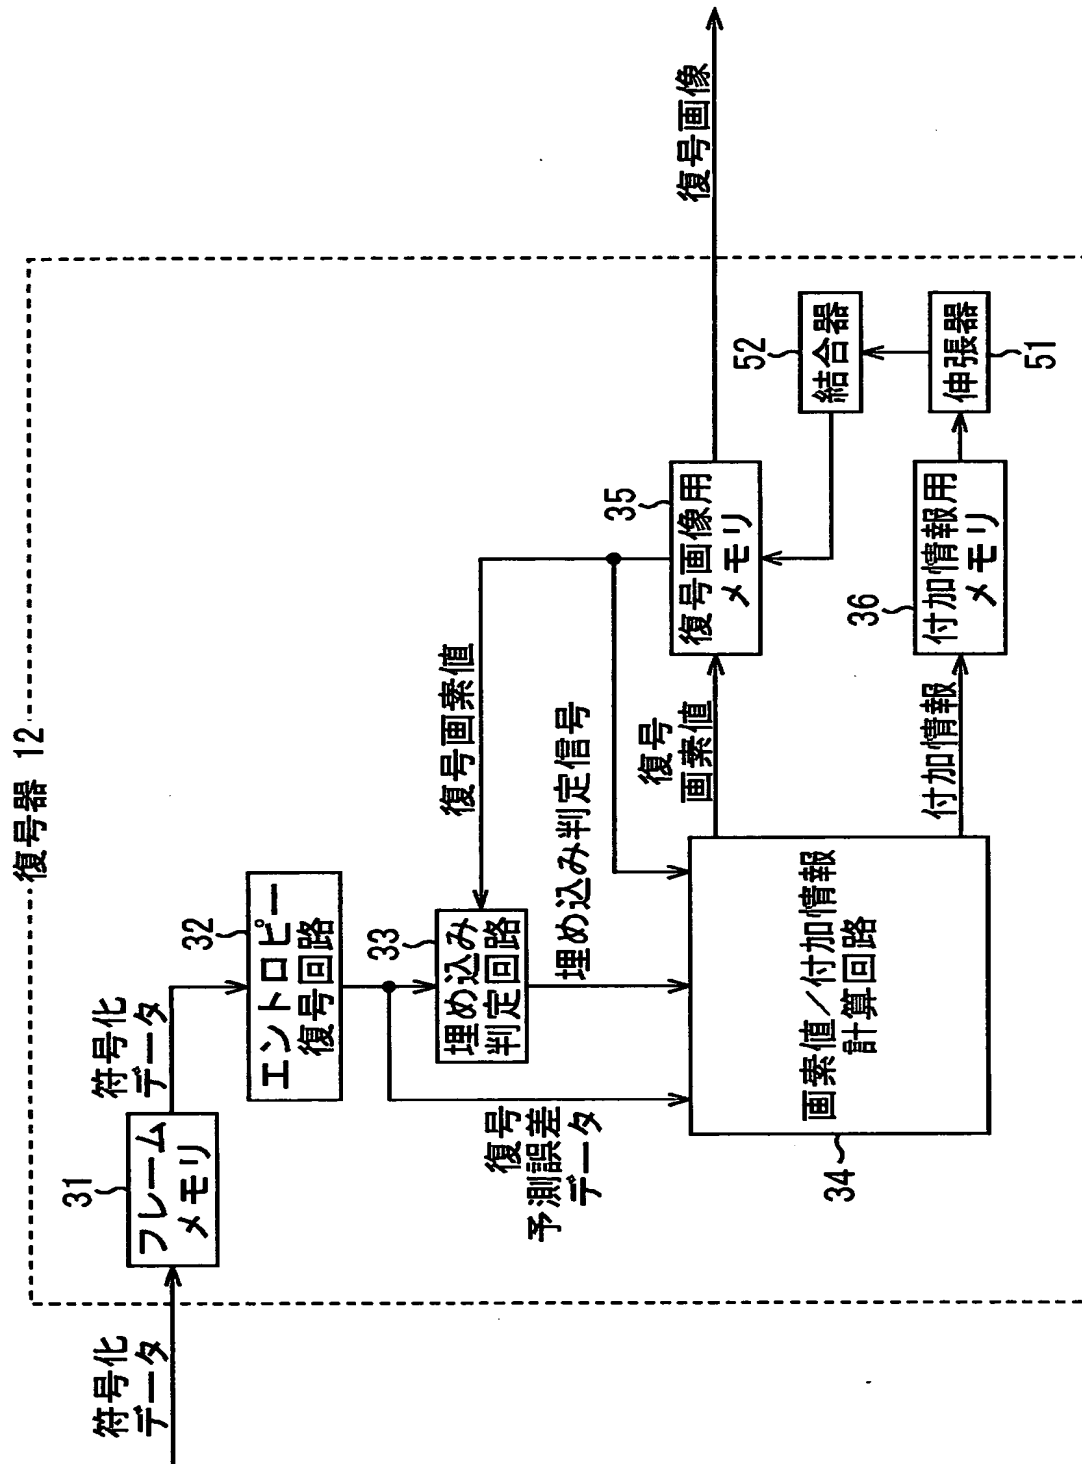 復号器 12
符号化
データ
31
フレーム
メモリ
符号化
データ
32
エントロピー
復号回路
33
埋め込み
判定回路
復号画素値
復号
予測誤差
データ
埋め込み判定信号
34
画素値／付加情報
計算回路
復号
画素値
35
復号画像用
メモリ
復号画像
付加情報
36
付加情報用
メモリ
52
結合器
伸張器
51